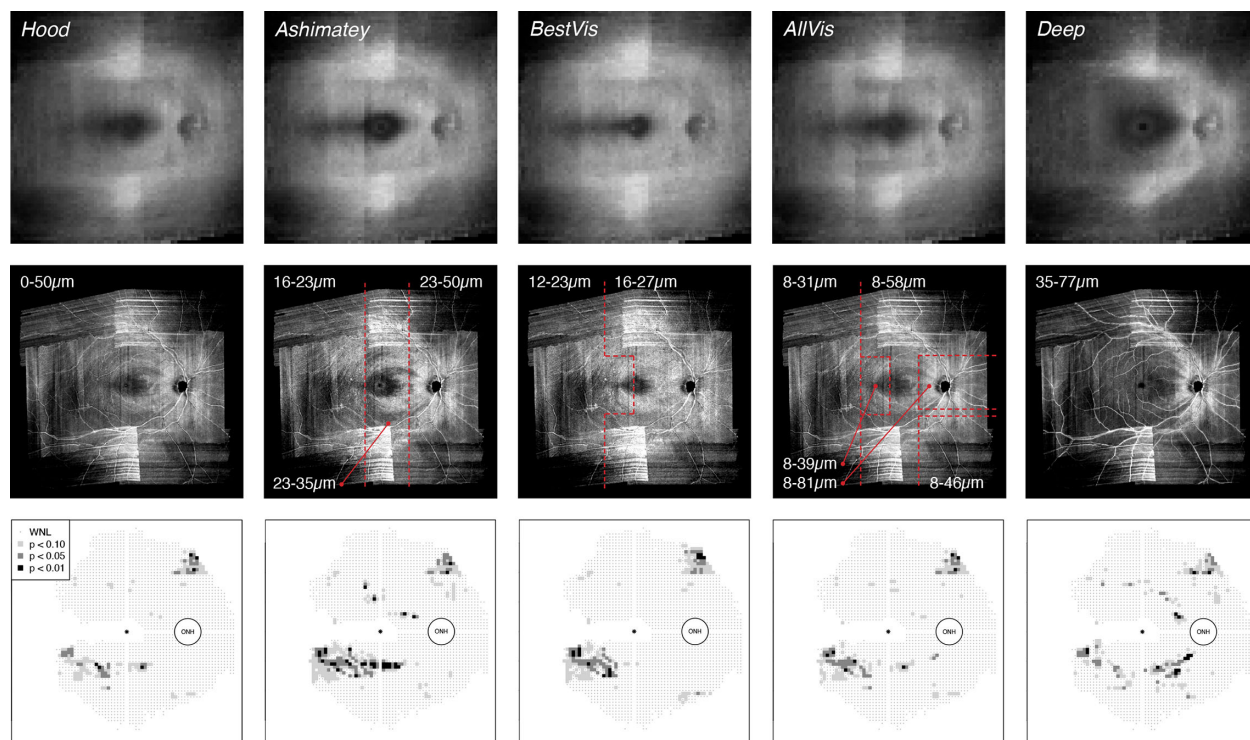 Hood
Ashimatey
BestVis
AllVis
Deep
0-50µm
16-23µm
23-50µm
23-35µm
12-23µm
16-27µm
8-31µm
8-58µm
8-39µm
8-81µm
8-46µm
35-77µm
WNL
p < 0.10
p < 0.05
p < 0.01
ONH
ONH
ONH
ONH
ONH